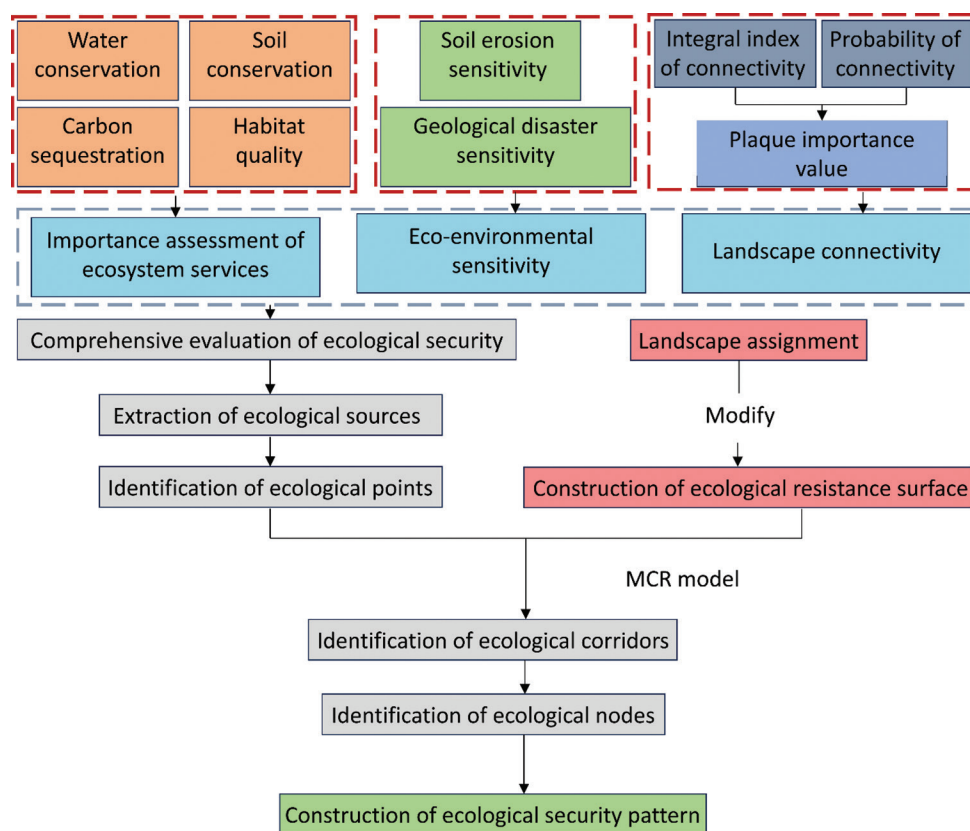 Water
conservation
Soil
conservation
Carbon
sequestration
Habitat
quality
Soil erosion
sensitivity
Geological disaster
sensitivity
Integral index
of connectivity
Probability of
connectivity
Plaque importance
value
Importance assessment of
ecosystem services
Eco-environmental
sensitivity
Landscape connectivity
Comprehensive evaluation of ecological security
Landscape assignment
Extraction of ecological sources
Modify
Identification of ecological points
Construction of ecological resistance surface
MCR model
Identification of ecological corridors
Identification of ecological nodes
Construction of ecological security pattern